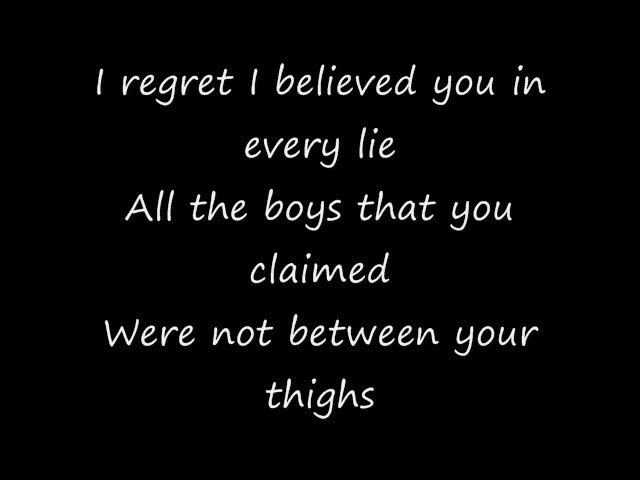 I regret I believed you in
every lie
All the boys that you
claimed
Were not between your
thighs